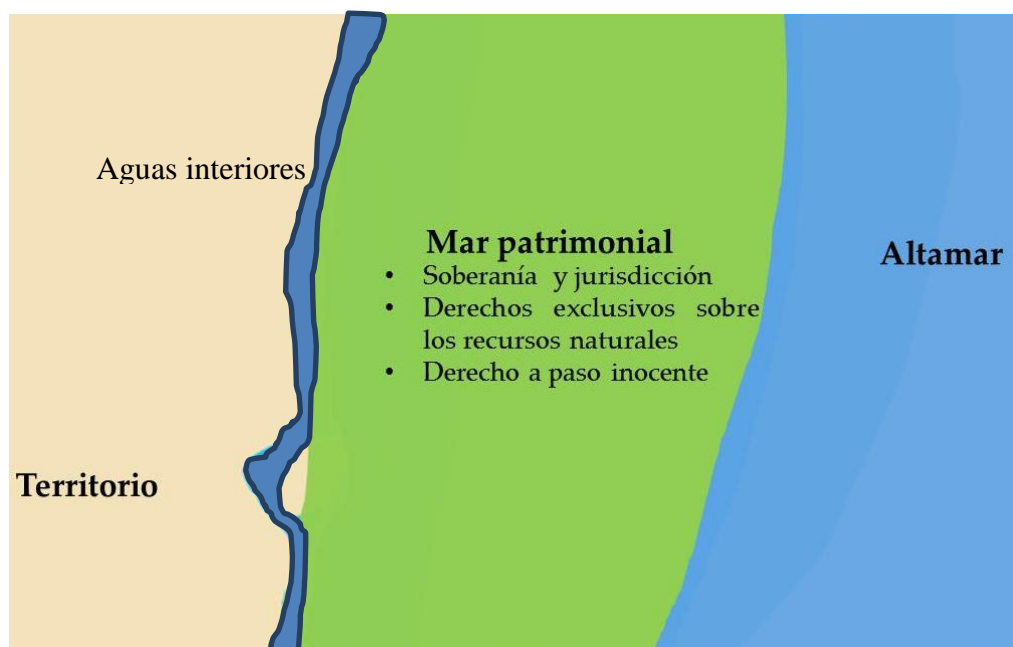 Aguas interiores
Mar patrimonial
• Soberanía y jurisdicción
• Derechos exclusivos sobre
los recursos naturales
• Derecho a paso inocente
Altamar
Territorio